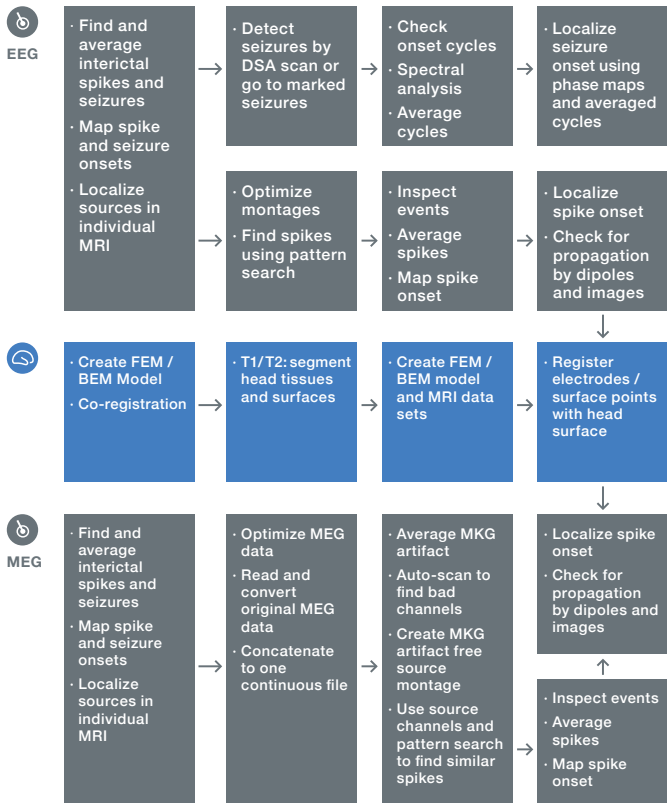 EEG
· Find and
average
interictal
spikes and
seizures
· Map spike
and seizure
onsets
· Localize
sources in
individual
MRI
· Detect
seizures by
DSA scan or
go to marked
seizures
· Check
onset cycles
· Spectral
analysis
· Average
cycles
· Localize
seizure
onset using
phase maps
and averaged
cycles
· Optimize
montages
· Find spikes
using pattern
search
· Inspect
events
· Average
spikes
· Map spike
onset
· Localize
spike onset
· Check for
propagation
by dipoles
and images
· Create FEM /
BEM Model
· Co-registration
· T1/T2: segment
head tissues
and surfaces
· Create FEM /
BEM model
and MRI data
sets
· Register
electrodes /
surface points
with head
surface
MEG
· Find and
average
interictal
spikes and
seizures
· Map spike
and seizure
onsets
· Localize
sources in
individual
MRI
· Optimize MEG
data
· Read and
convert
original MEG
data
· Concatenate
to one
continuous file
· Average MKG
artifact
· Auto-scan to
find bad
channels
· Create MKG
artifact free
source
montage
· Use source
channels and
pattern search
to find similar
spikes
· Localize spike
onset
· Check for
propagation
by dipoles and
images
· Inspect events
· Average
spikes
· Map spike
onset